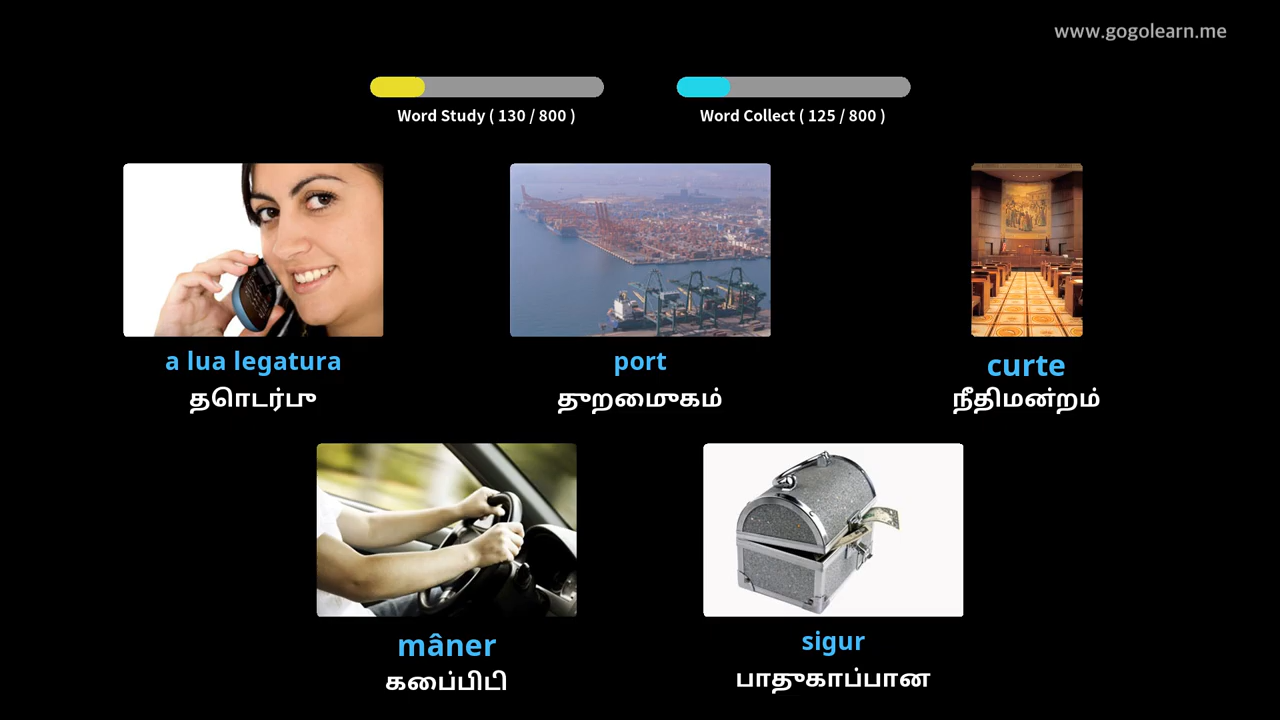 www.gogolearn.me
Word Study ( 130 / 800 )
Word Collect ( 125 / 800 )
a lua legatura
port
curte
தொடர்பு
துறைமுகம்
நீதிமன்றம்
mâner
sigur
கைப்பிடி
பாதுகாப்பான